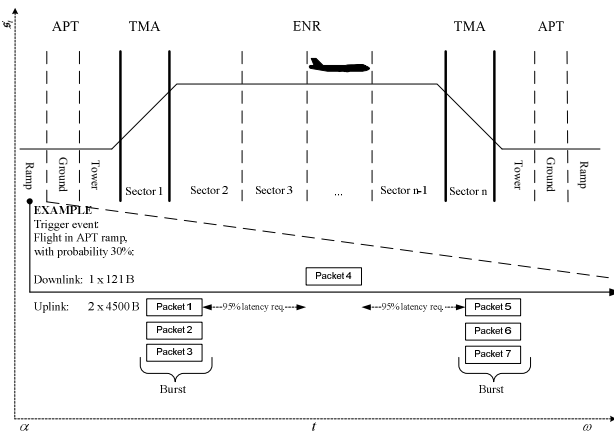 APT TMA ENR TMA APT
Ramp Ground Tower Sector 1 Sector 2 Sector 3 ... Sector n-1 Sector n Tower Ground Ramp
EXAMPLE
Trigger event:
Flight in APT ramp,
with probability 30%:
Packet 4
Downlink: 1 x 121 B
Uplink: 2 x 4500 B
Packet 1 95% latency req. 95% latency req. Packet 5
Packet 2 Packet 6
Packet 3 Packet 7
Burst Burst
α t ω